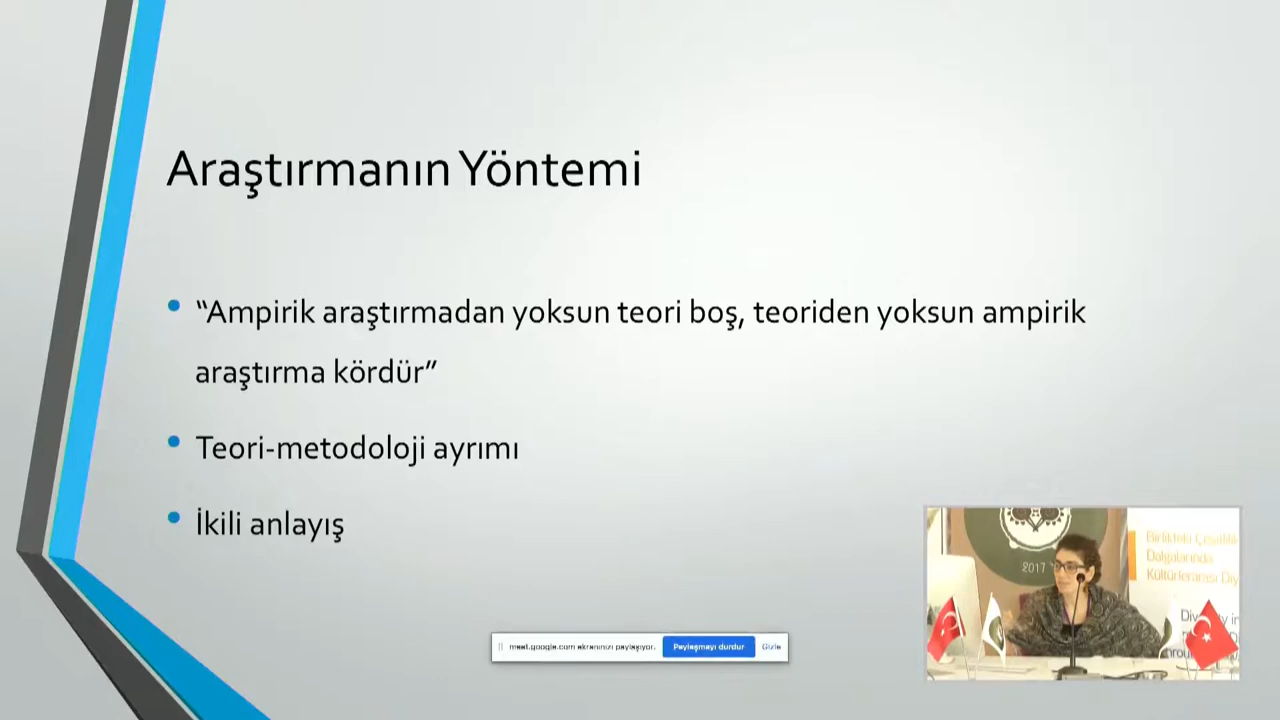 Araştırmanın Yöntemi
“Ampirik araştırmadan yoksun teori boş, teoriden yoksun ampirik
araştırma kördür”
Teori-metodoloji ayrımı
İkili anlayış
2017
Birlikteki Çeşitlilik
Dalgalarında
Kültürlerarası
meet.google.com ekranınızı paylaşıyor.
Paylaşmayı durdur
Gizle